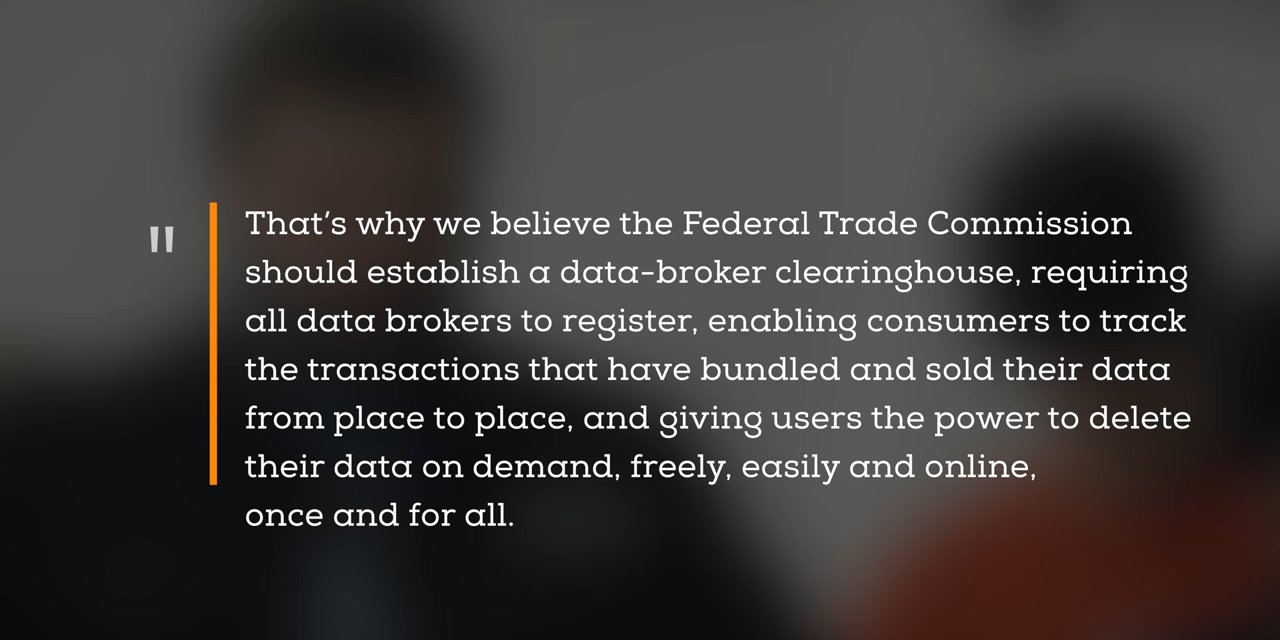 "
That’s why we believe the Federal Trade Commission
should establish a data-broker clearinghouse, requiring
all data brokers to register, enabling consumers to track
the transactions that have bundled and sold their data
from place to place, and giving users the power to delete
their data on demand, freely, easily and online,
once and for all.